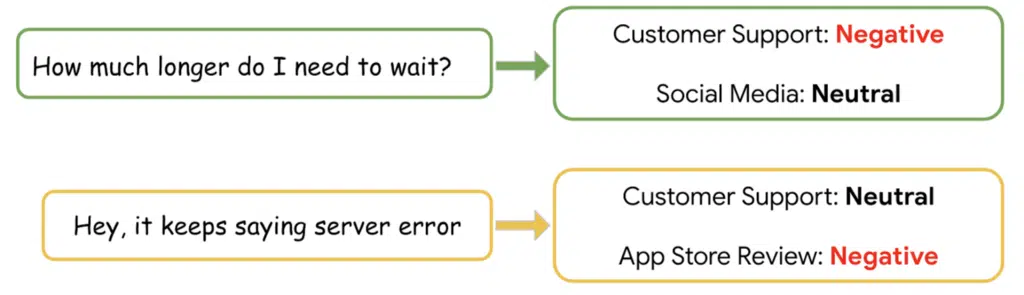 How much longer do I need to wait?
Customer Support: Negative
Social Media: Neutral
Hey, it keeps saying server error
Customer Support: Neutral
App Store Review: Negative